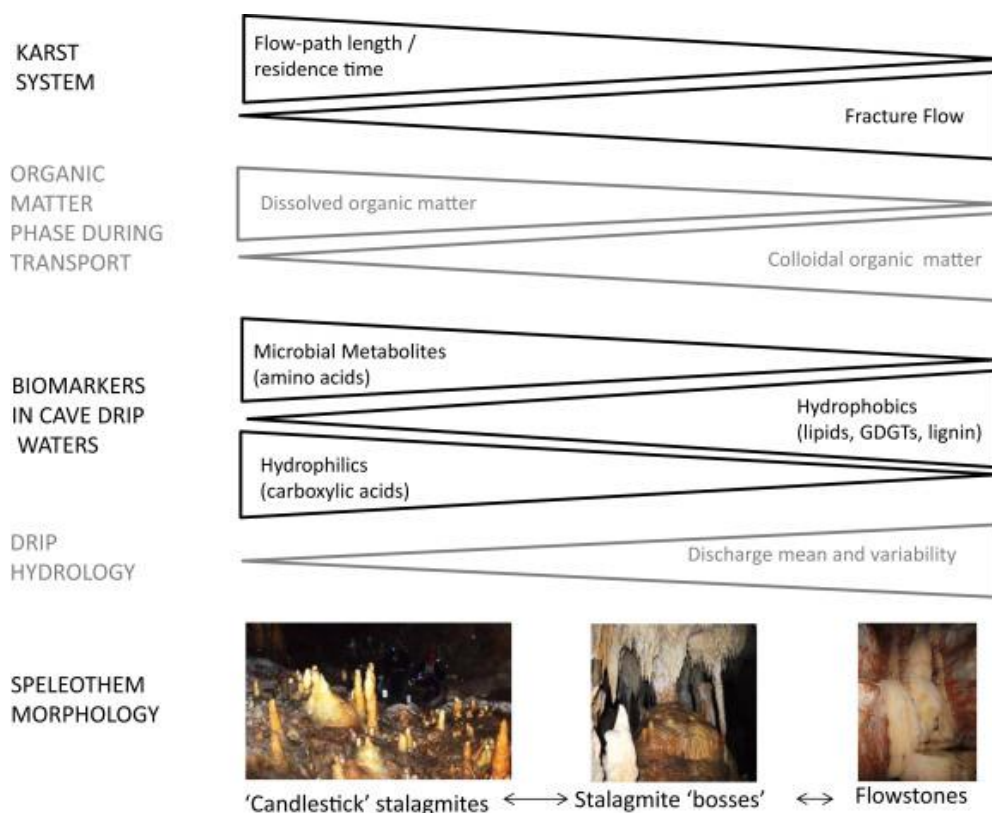 KARST
SYSTEM
Flow-path length /
residence time
Fracture Flow
ORGANIC
MATTER
PHASE DURING
TRANSPORT
Dissolved organic matter
Colloidal organic matter
BIOMARKERS
IN CAVE DRIP
WATERS
Microbial Metabolites
(amino acids)
Hydrophobics
(lipids, GDGTs, lignin)
Hydrophilics
(carboxylic acids)
DRIP
HYDROLOGY
Discharge mean and variability
SPELEOTHEM
MORPHOLOGY
‘Candlestick’ stalagmites
Stalagmite ‘bosses’
Flowstones